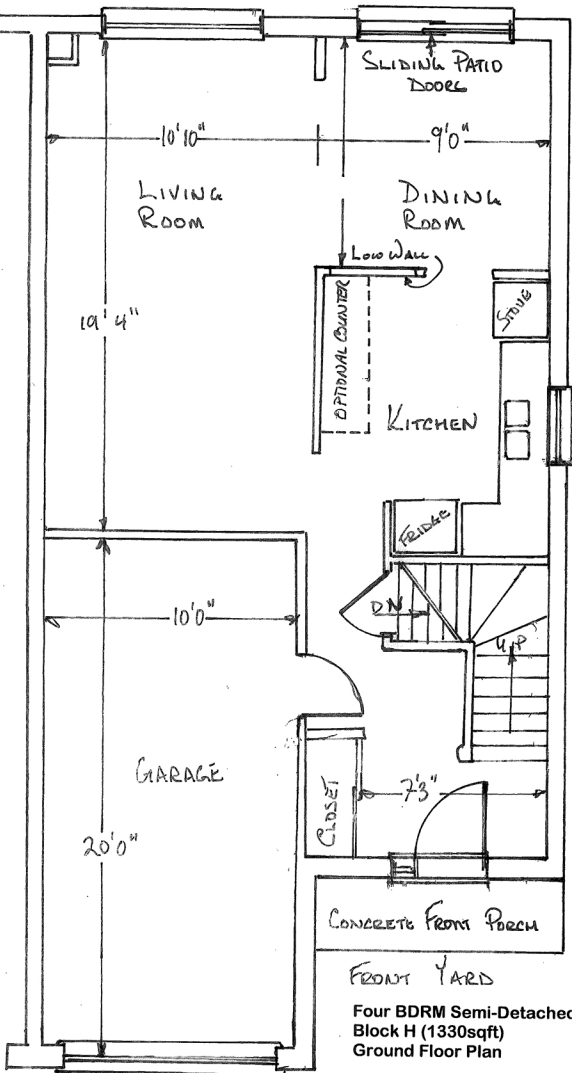 SLIDING PATIO
DOORS
10'10"
9'0"
LIVING
ROOM
DINING
ROOM
LOW WALL
STOVE
19'4"
OPTIONAL COUNTER
KITCHEN
FRIDGE
DN
10'0"
UP
GARAGE
7'3"
CLOSET
20'0"
CONCRETE FRONT PORCH
FRONT YARD
Four BDRM Semi-Detached
Block H (1330sqft)
Ground Floor Plan